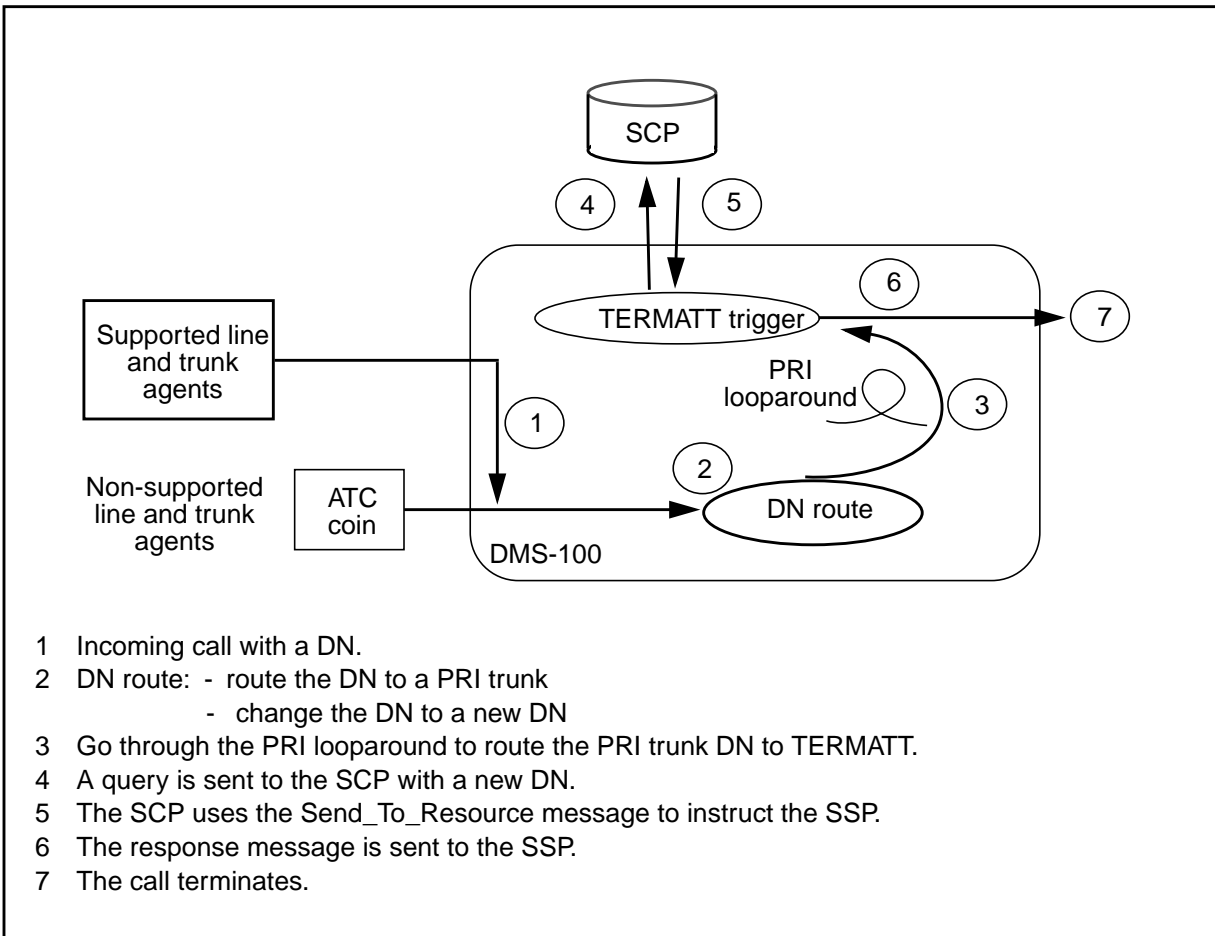 SCP
4
5
6
TERMATT trigger
7
Supported line
and trunk
agents
PRI
looparound
3
1
2
Non-supported
line and trunk
agents
ATC
coin
DN route
DMS-100
1 Incoming call with a DN.
2 DN route: - route the DN to a PRI trunk
- change the DN to a new DN
3 Go through the PRI looparound to route the PRI trunk DN to TERMATT.
4 A query is sent to the SCP with a new DN.
5 The SCP uses the Send_To_Resource message to instruct the SSP.
6 The response message is sent to the SSP.
7 The call terminates.